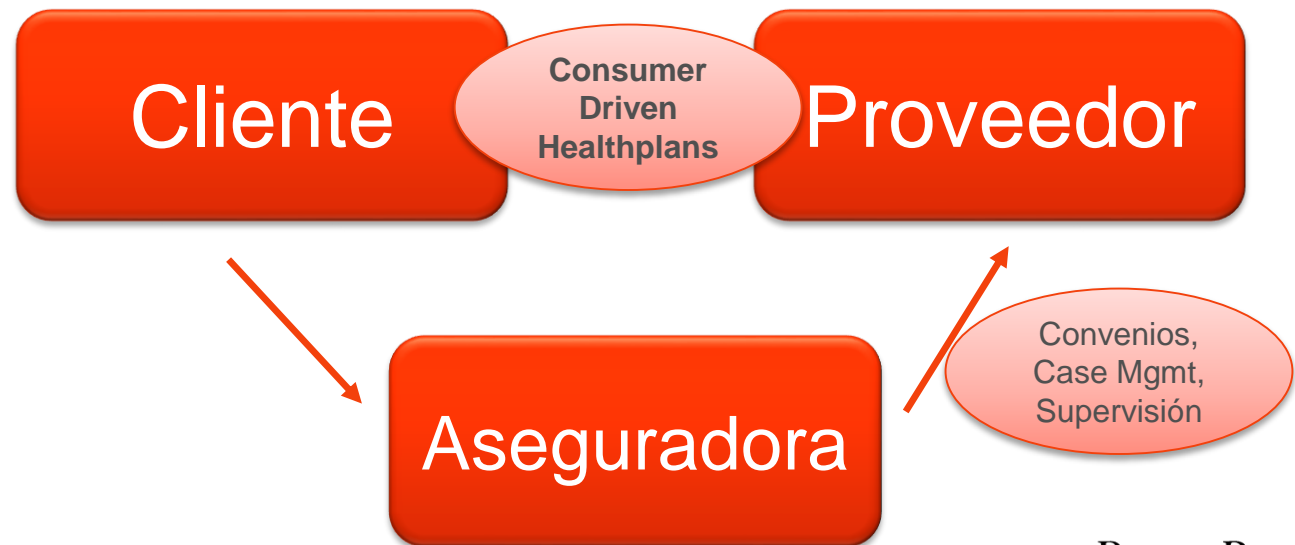 Cliente
Consumer
Driven
Healthplans
Proveedor
Convenios,
Case Mgmt,
Supervisión
Aseguradora